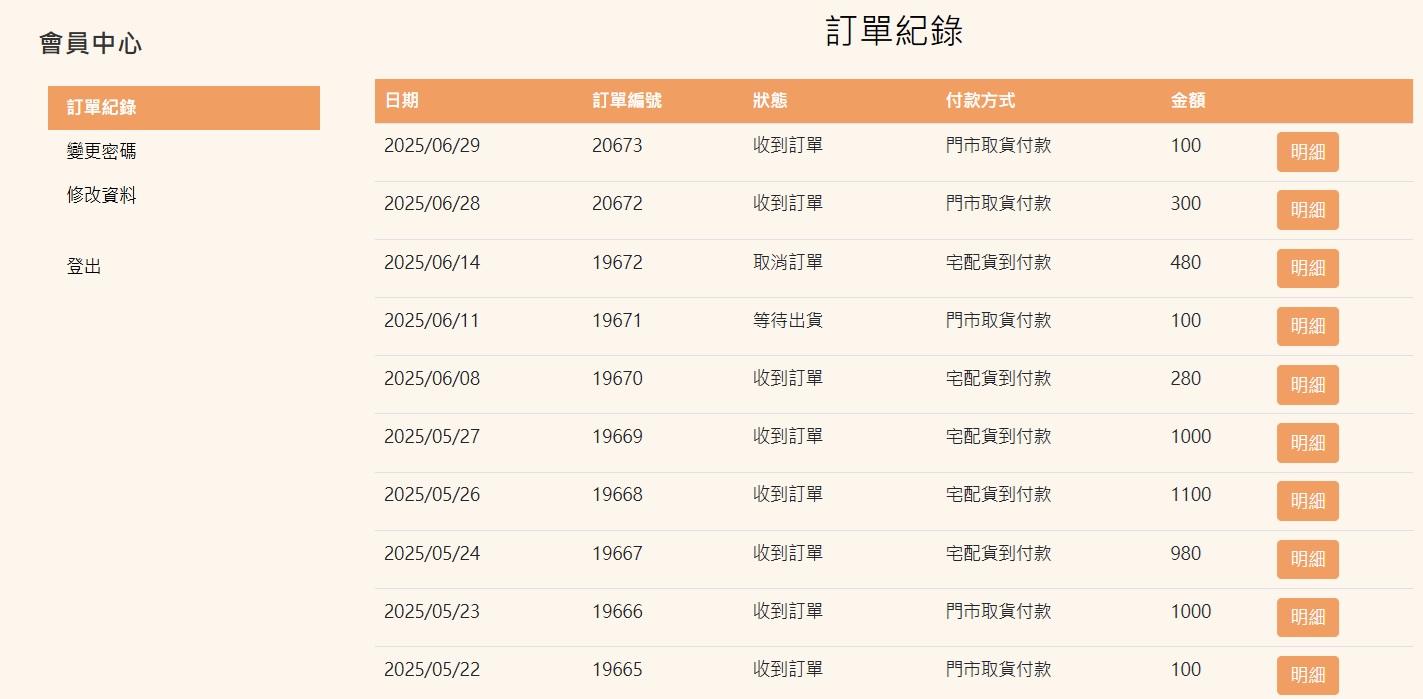 會員中心
訂單紀錄
變更密碼
修改資料
登出
訂單紀錄
日期 訂單編號 狀態 付款方式 金額
2025/06/29 20673 收到訂單 門市取貨付款 100 明細
2025/06/28 20672 收到訂單 門市取貨付款 300 明細
2025/06/14 19672 取消訂單 宅配貨到付款 480 明細
2025/06/11 19671 等待出貨 門市取貨付款 100 明細
2025/06/08 19670 收到訂單 宅配貨到付款 280 明細
2025/05/27 19669 收到訂單 宅配貨到付款 1000 明細
2025/05/26 19668 收到訂單 宅配貨到付款 1100 明細
2025/05/24 19667 收到訂單 宅配貨到付款 980 明細
2025/05/23 19666 收到訂單 門市取貨付款 1000 明細
2025/05/22 19665 收到訂單 門市取貨付款 100 明細